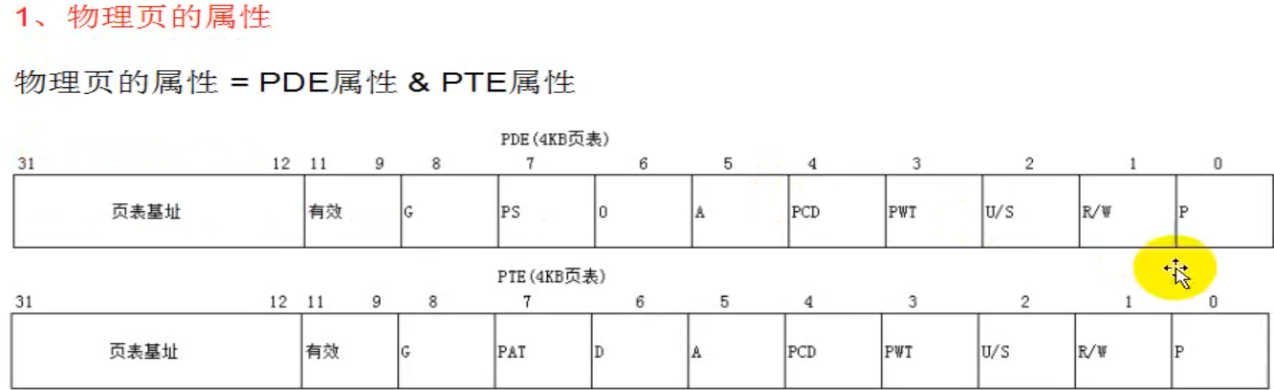 1、物理页的属性
物理页的属性 = PDE属性 & PTE属性
PDE(4KB页表)
31 12 11 9 8 7 6 5 4 3 2 1 0
页表基址 有效 G PS 0 A PCD PWT U/S R/W P
PTE(4KB页表)
31 12 11 9 8 7 6 5 4 3 2 1 0
页表基址 有效 G PAT D A PCD PWT U/S R/W P